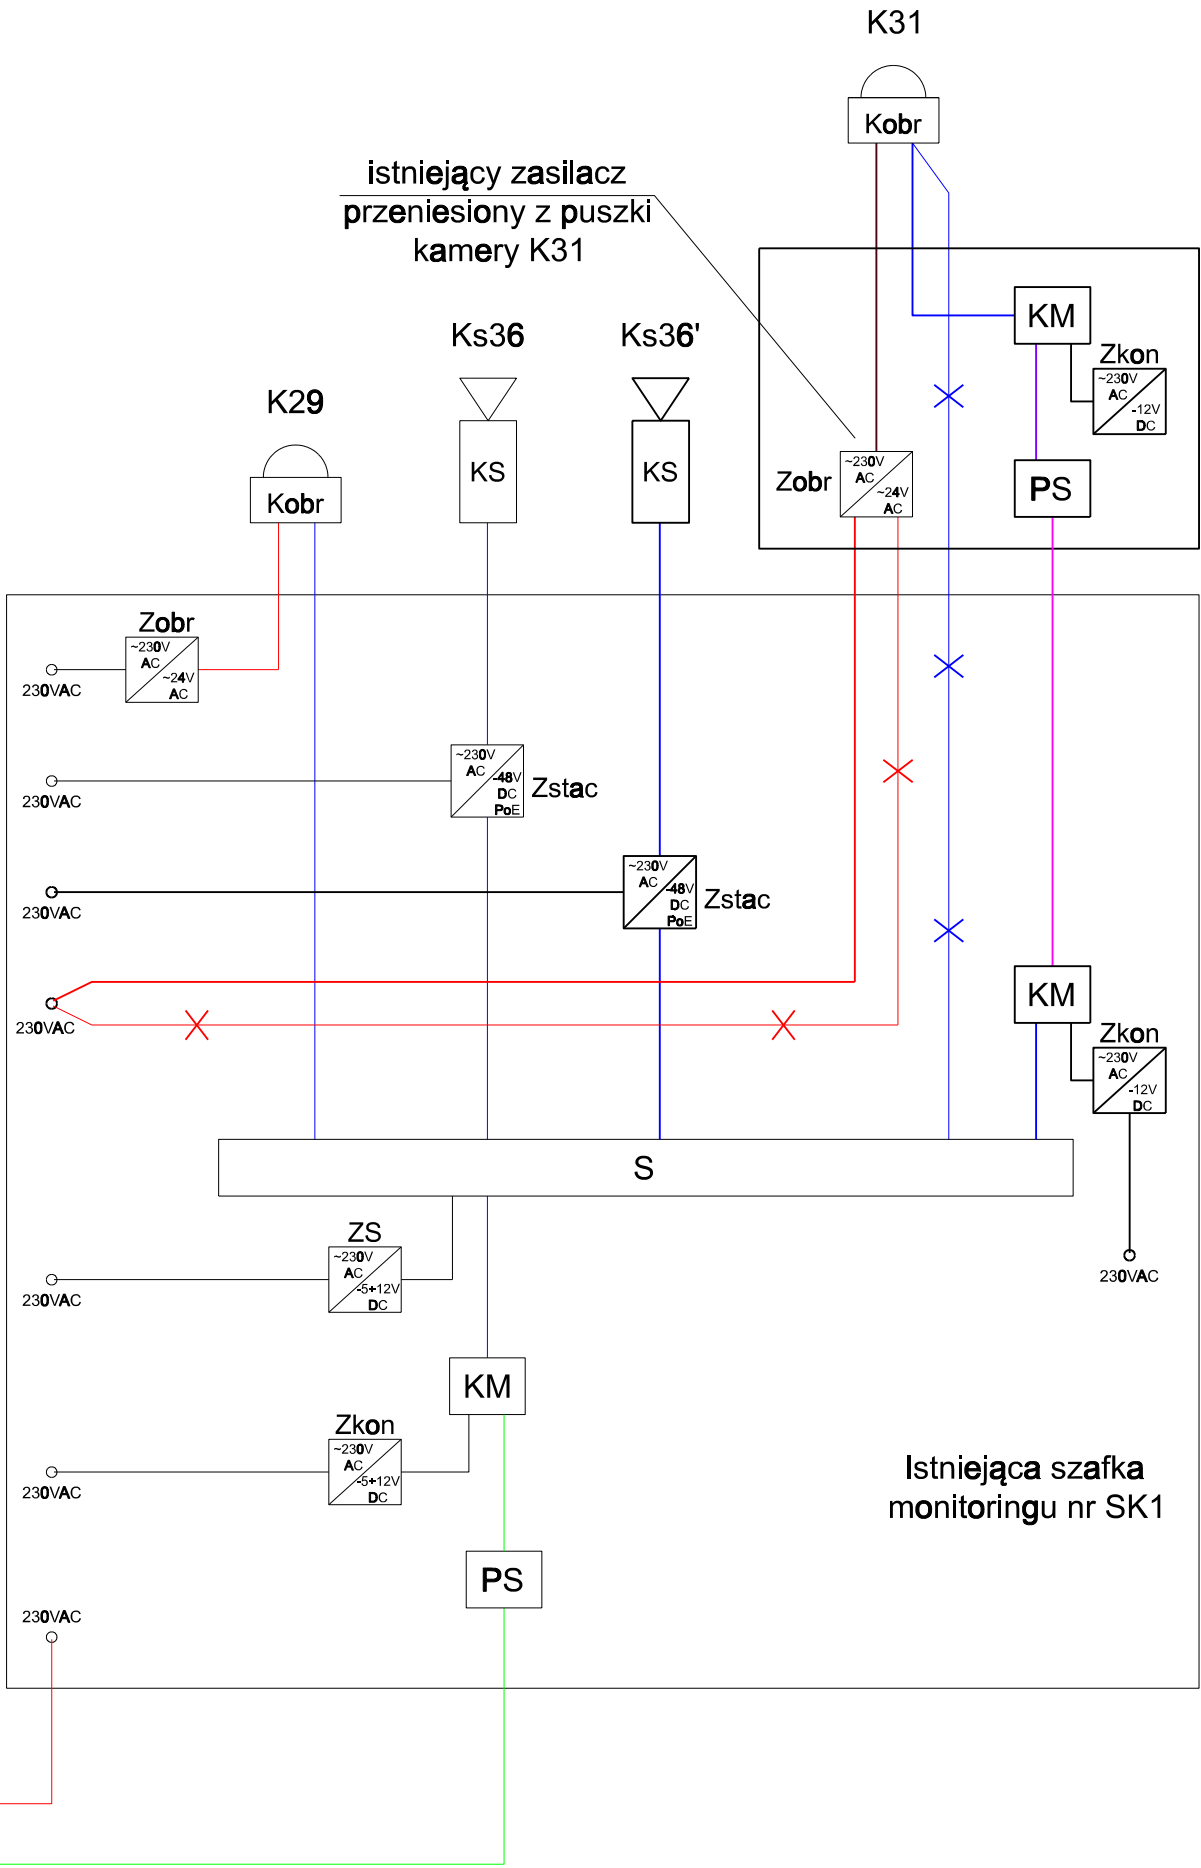 K31
Kobr
istniejący zasilacz
przeniesiony z puszki
kamery K31
KM
Zkon
~230V
AC
-12V
DC
Ks36
Ks36'
K29
KS
KS
Kobr
Zobr
~230V
AC
~24V
AC
PS
Zobr
~230V
AC
~24V
AC
230VAC
~230V
AC
-48V
DC
PoE
Zstac
230VAC
~230V
AC
-48V
DC
PoE
Zstac
230VAC
230VAC
KM
Zkon
~230V
AC
-12V
DC
S
ZS
~230V
AC
-5+12V
DC
230VAC
230VAC
KM
Zkon
~230V
AC
-5+12V
DC
230VAC
Istniejąca szafka
monitoringu nr SK1
PS
230VAC